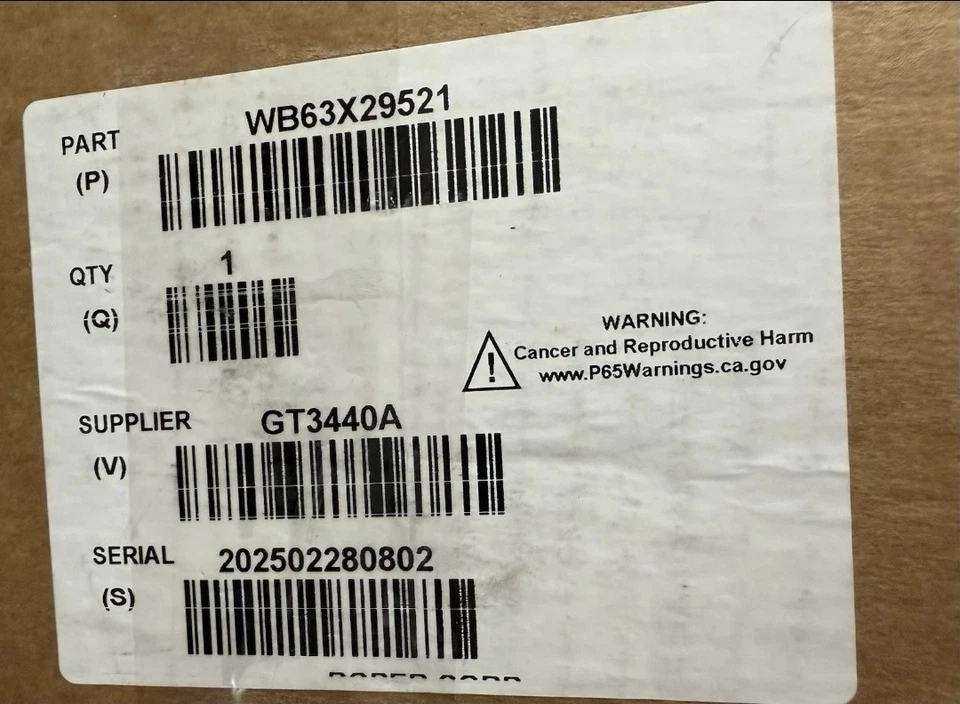 WB63X29521
PART
(P)
1
QTY
(Q)
WARNING:
Cancer and Reproductive Harm
www.P65Warnings.ca.gov
SUPPLIER GT3440A
(V)
SERIAL 202502280802
(S)